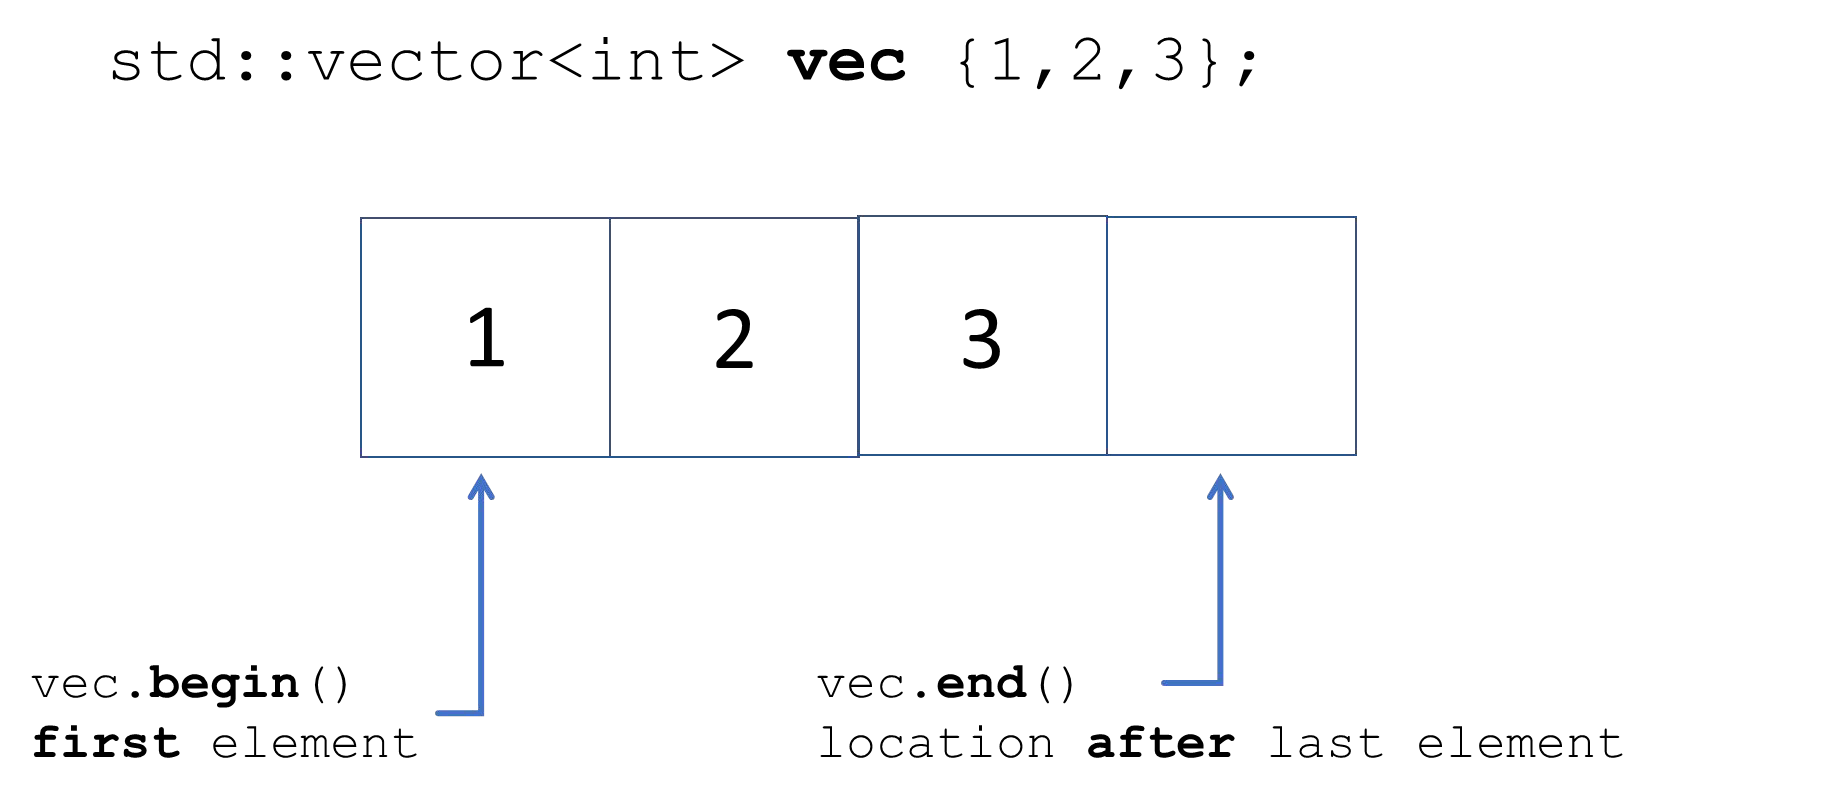 std::vector<int> vec {1,2,3};
1 2 3
vec.begin()
first element
vec.end()
location after last element